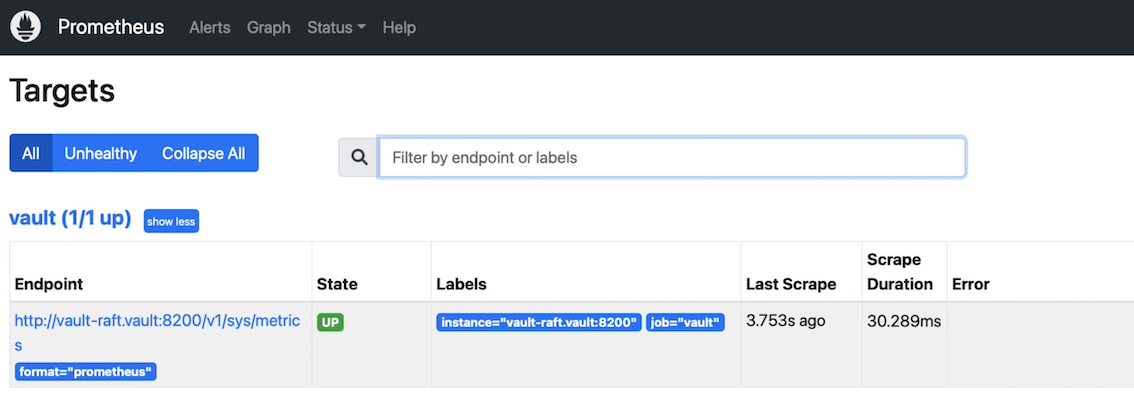 Prometheus Alerts Graph Status Help
Targets
All Unhealthy Collapse All
Filter by endpoint or labels
vault (1/1 up) show less
Endpoint State Labels Last Scrape Scrape Duration Error
http://vault-raft.vault:8200/v1/sys/metric
s
format="prometheus"
UP
instance="vault-raft.vault:8200" job="vault"
3.753s ago
30.289ms